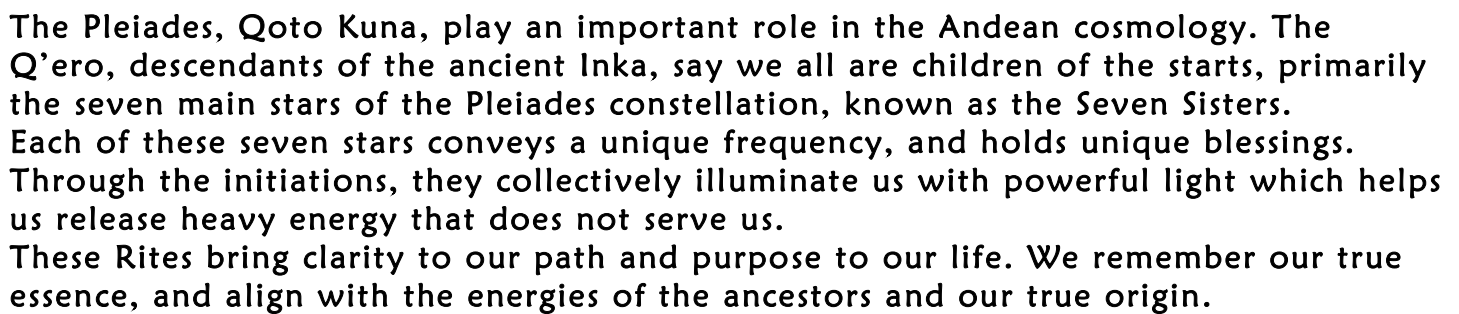 The Pleiades, Qoto Kuna, play an important role in the Andean cosmology. The
Q’ero, descendants of the ancient Inka, say we all are children of the starts, primarily
the seven main stars of the Pleiades constellation, known as the Seven Sisters.
Each of these seven stars conveys a unique frequency, and holds unique blessings.
Through the initiations, they collectively illuminate us with powerful light which helps
us release heavy energy that does not serve us.
These Rites bring clarity to our path and purpose to our life. We remember our true
essence, and align with the energies of the ancestors and our true origin.